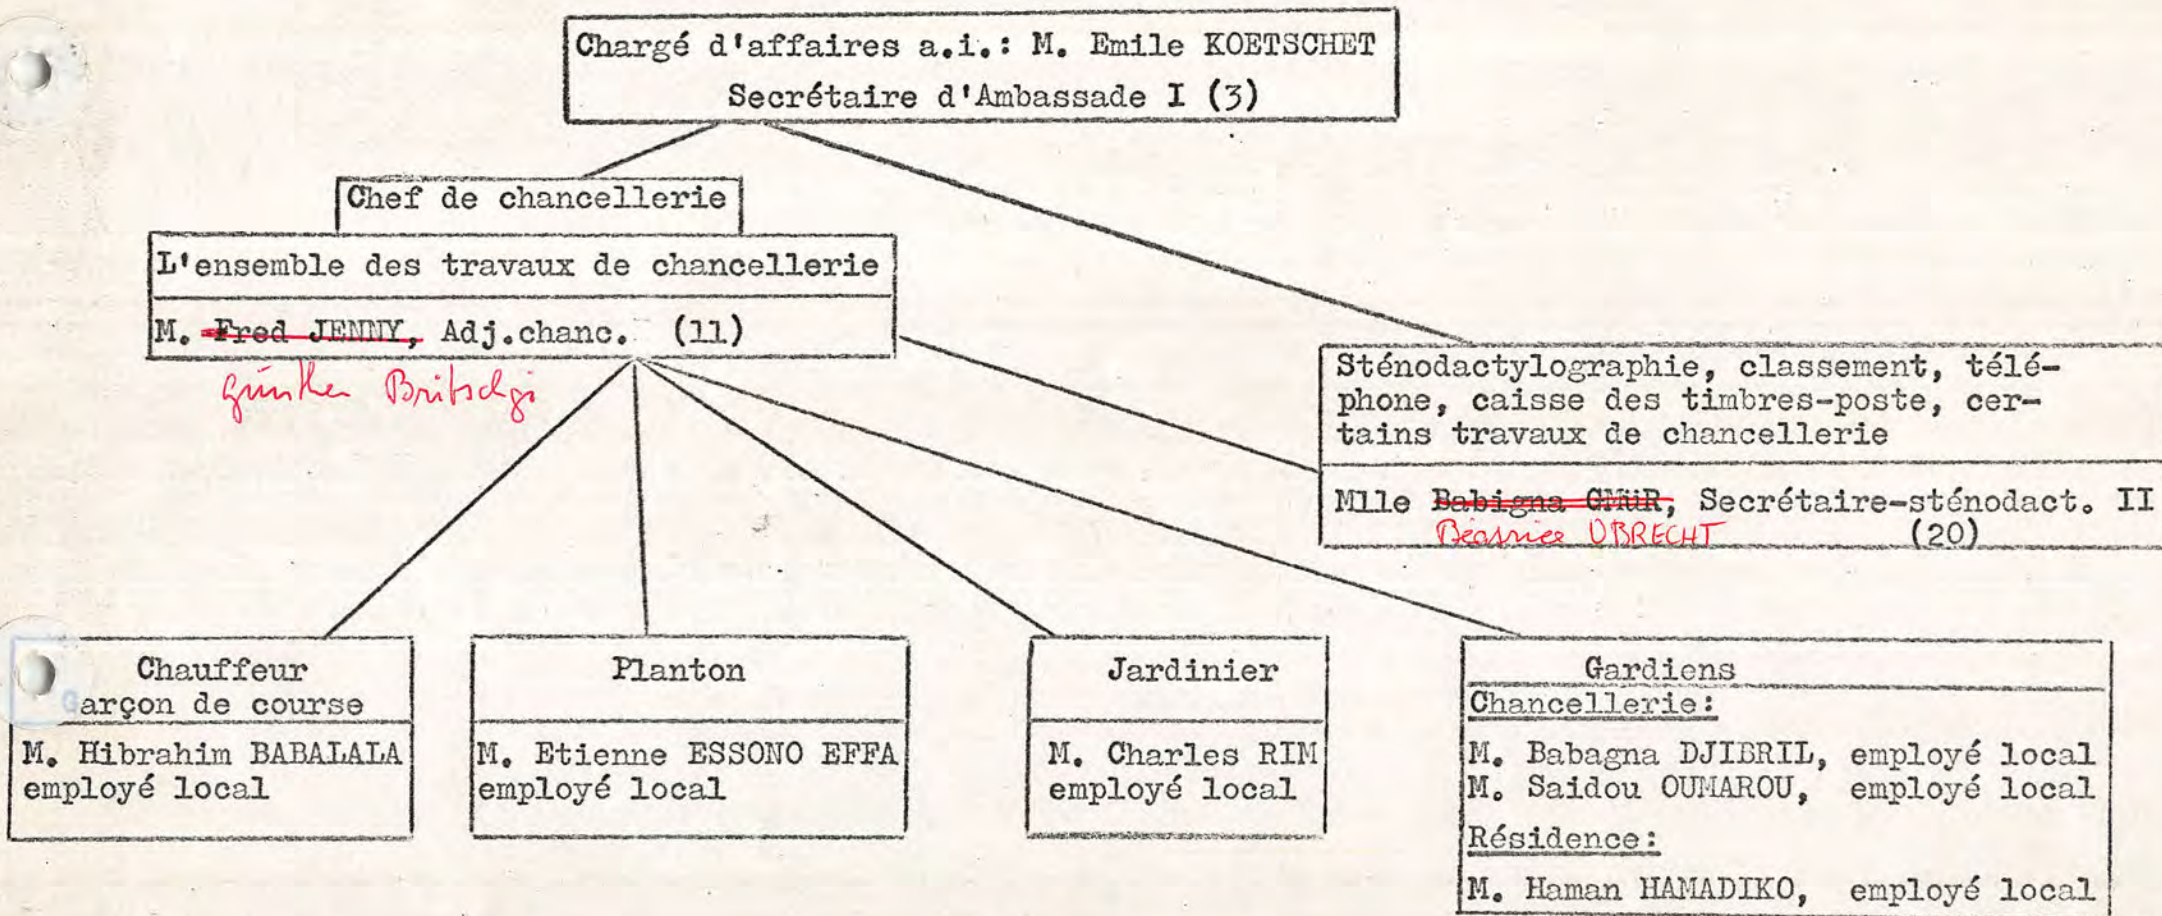 Chargé d'affaires a.i.: M. Emile KOETSCHET
Secrétaire d'Ambassade I (3)
Chef de chancellerie
L'ensemble des travaux de chancellerie
M. Fred JENNY, Adj.chanc. (11)
Günther Britschgi
Sténodactylographie, classement, télé-
phone, caisse des timbres-poste, cer-
tains travaux de chancellerie
Mlle Babigna GMüR, Secrétaire-sténodact. II
Béatrice OBRECHT (20)
Chauffeur
Garçon de course
M. Hibrahim BABALALA
employé local
Planton
M. Etienne ESSONO EFFA
employé local
Jardinier
M. Charles RIM
employé local
Gardiens
Chancellerie:
M. Babagna DJIBRIL, employé local
M. Saidou OUMAROU, employé local
Résidence:
M. Haman HAMADIKO, employé local